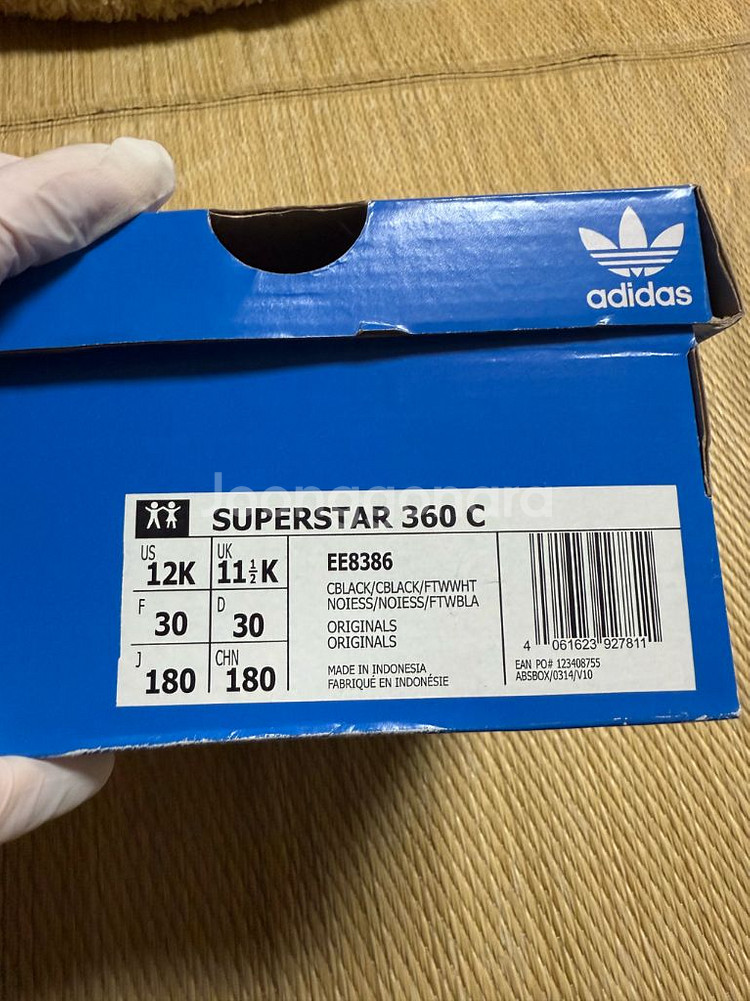 adidas
Joonggonara
SUPERSTAR 360 C
US
12K
UK
11½K
F
30
D
30
J
180
CHN
180
EE8386
CBLACK/CBLACK/FTWWHT
NOIESS/NOIESS/FTWBLA
ORIGINALS
ORIGINALS
MADE IN INDONESIA
FABRIQUÉ EN INDONÉSIE
4 061623 927811
EAN PO# 123408755
ABSBOX/0314/V10